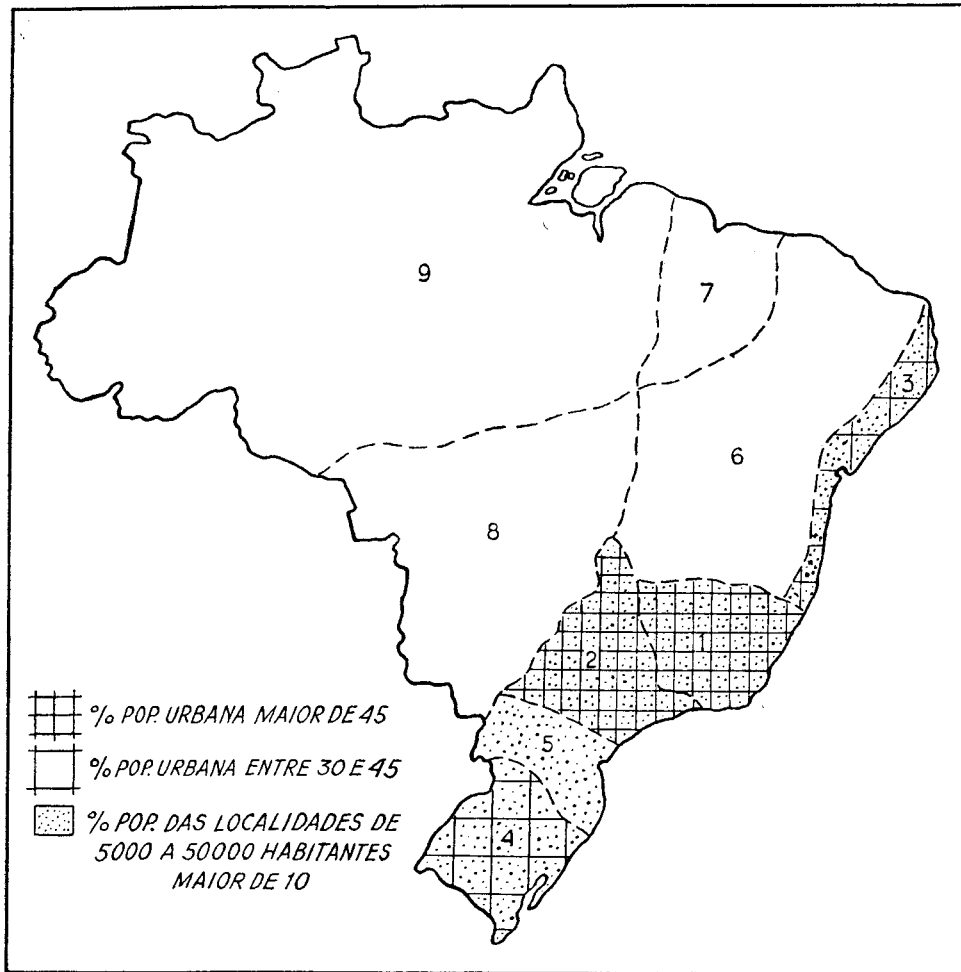 9
7
3
6
8
1
2
5
4
% POP. URBANA MAIOR DE 45
% POP. URBANA ENTRE 30 E 45
% POP. DAS LOCALIDADES DE
5000 A 50000 HABITANTES
MAIOR DE 10